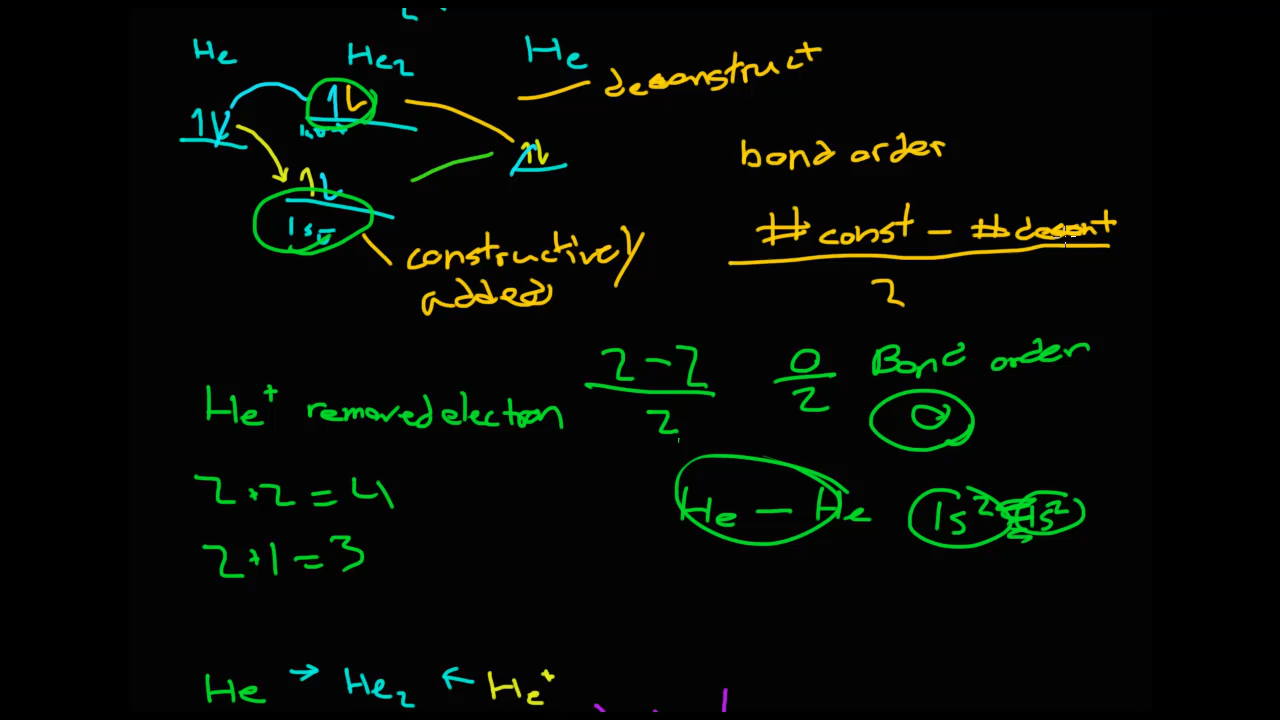 He He₂ He
deconstruct
1s
bond order
constructively
added
# const − # decont
2
2 − 2
2
0
2
Bond order
0
He⁺ removed electron
2+2=4
2+1=3
He — He 1s² 1s²
He → He₂ ← He⁺